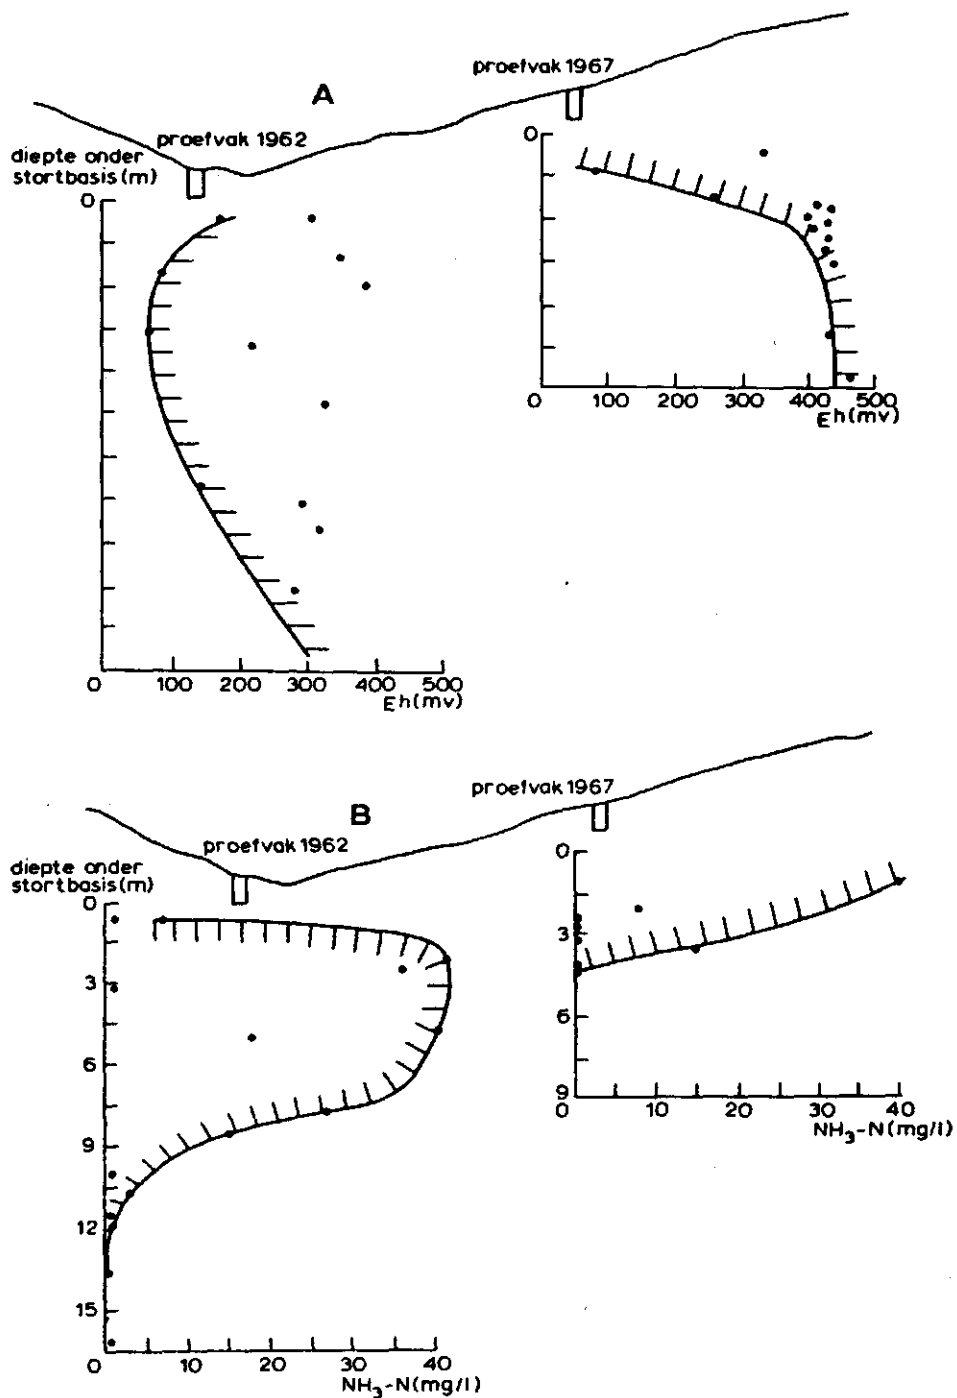 proefvak 1967
A
proefvak 1962
diepte onder
stortbasis (m)
0
0
0 100 200 300 400 500
Eh (mv)
0 100 200 300 400 500
Eh (mv)
proefvak 1967
B
proefvak 1962
diepte onder
stortbasis (m)
0
3
6
9
0 10 20 30 40
NH3-N (mg/l)
0
3
6
9
12
15
0 10 20 30 40
NH3-N (mg/l)